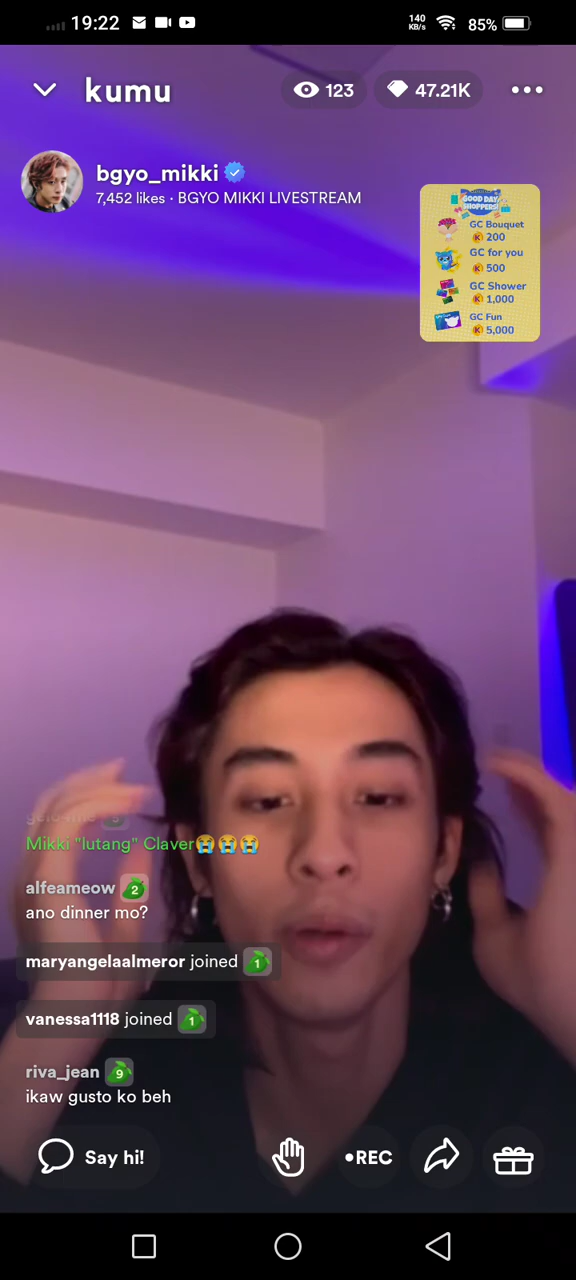 19:22
140
KB/s
85%
kumu
123
47.21K
bgyo_mikki
7,452 likes · BGYO MIKKI LIVESTREAM
GOOD DAY
SHOPPERS!
GC Bouquet
K 200
GC for you
K 500
GC Shower
K 1,000
GC Fun
K 5,000
5
Mikki "lutang" Claver😭😭😭
alfeameow 2
ano dinner mo?
maryangelaalmeror joined 1
vanessa1118 joined 1
riva_jean 9
ikaw gusto ko beh
Say hi!
•REC